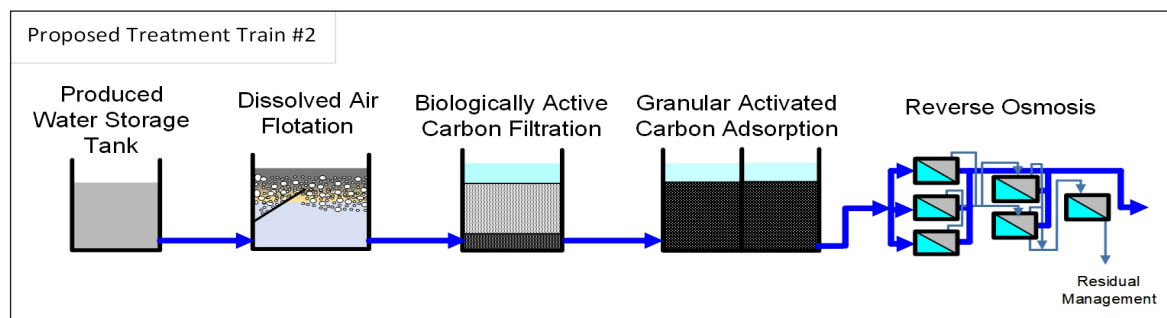 Proposed Treatment Train #2
Produced
Water Storage
Tank
Dissolved Air
Flotation
Biologically Active
Carbon Filtration
Granular Activated
Carbon Adsorption
Reverse Osmosis
Residual
Management